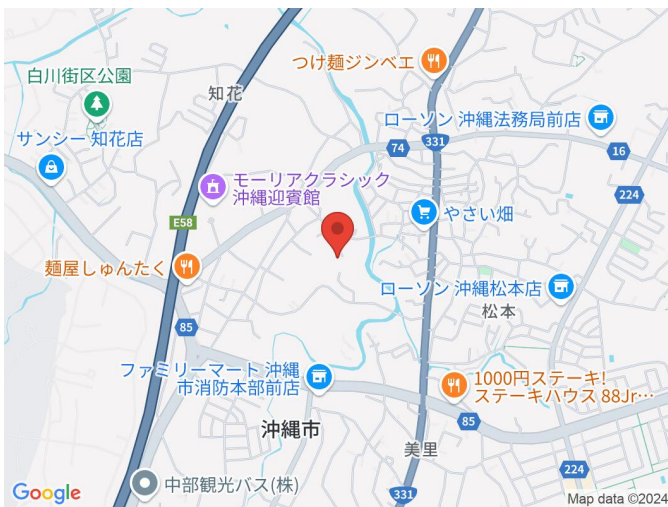 つけ麺ジンベエ
白川街区公園
知花
ローソン 沖縄法務局前店
サンシー 知花店
74
331
16
モーリアクラシック
沖縄迎賓館
224
E58
やさい畑
麺屋しゅんたく
ローソン 沖縄松本店
松本
85
ファミリーマート 沖縄
市消防本部前店
1000円ステーキ!
ステーキハウス 88Jr…
85
沖縄市
美里
224
中部観光バス(株)
331
Google
Map data ©2024